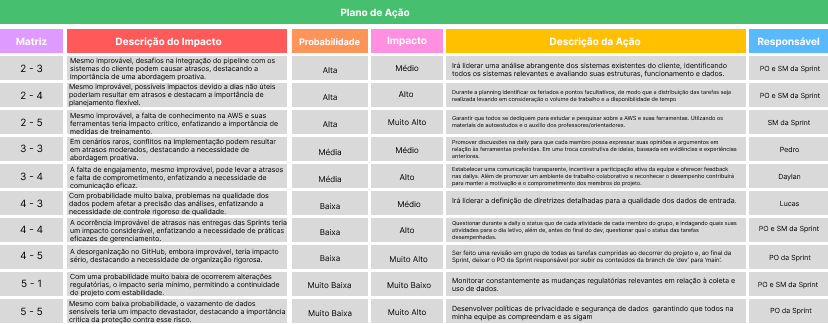 Plano de Ação
Matriz
Descrição do Impacto
Probabilidade
Impacto
Descrição da Ação
Responsável
2 - 3
Mesmo improvável, desafios na integração do pipeline com os
sistemas do cliente podem causar atrasos, destacando a
importância de uma abordagem proativa.
Alta
Médio
Irá liderar uma análise abrangente dos sistemas existentes do cliente, identificando
todos os sistemas relevantes e avaliando suas estruturas, funcionamento e dados.
PO e SM da Sprint
2 - 4
Mesmo improvável, possíveis impactos devido a dias não úteis
poderiam resultar em atrasos e destacam a importância de
planejamento flexível.
Alta
Alto
Durante a planning identificar os feriados e pontos facultativos, de modo que a distribuição das tarefas seja
realizada levando em consideração o volume de trabalho e a disponibilidade de tempo
PO e SM da Sprint
2 - 5
Mesmo improvável, a falta de conhecimento na AWS e suas
ferramentas teria impacto crítico, enfatizando a importância de
medidas de treinamento.
Alta
Muito Alto
Garantir que todos se dediquem para estudar e pesquisar sobre a AWS e suas ferramentas. Utilizando os
materiais de autoestudos e o auxílio dos professores/orientadores.
SM da Sprint
3 - 3
Em cenários raros, conflitos na implementação podem resultar
em atrasos moderados, destacando a necessidade de
abordagem proativa.
Média
Médio
Promover discussões na daily para que cada membro possa expressar suas opiniões e argumentos em
relação às ferramentas preferidas. Em uma troca construtiva de ideias, baseada em evidências e experiências
anteriores.
Pedro
3 - 4
A falta de engajamento, mesmo improvável, pode levar a atrasos
e falta de comprometimento, enfatizando a necessidade de
comunicação eficaz.
Média
Alto
Estabelecer uma comunicação transparente, incentivar a participação ativa da equipe e oferecer feedback
nas dailys. Além de promover um ambiente de trabalho colaborativo e reconhecer o desempenho contribuirá
para manter a motivação e o comprometimento dos membros do projeto.
Daylan
4 - 3
Com probabilidade muito baixa, problemas na qualidade dos
dados podem afetar a precisão das análises, enfatizando a
necessidade de controle rigoroso de qualidade.
Baixa
Médio
Irá liderar a definição de diretrizes detalhadas para a qualidade dos dados de entrada.
Lucas
4 - 4
A ocorrência improvável de atrasos nas entregas das Sprints teria
um impacto considerável, enfatizando a necessidade de práticas
eficazes de gerenciamento.
Baixa
Alto
Questionar durante a daily o status que de cada atividade de cada membro do grupo, e indagando quais suas
atividades para o dia letivo, além de, antes do final do dev, questionar qual o status das tarefas
desempenhadas.
PO e SM da Sprint
4 - 5
A desorganização no GitHub, embora improvável, teria impacto
sério, destacando a necessidade de organização rigorosa.
Baixa
Muito Alto
Ser feito uma revisão em grupo de todas as tarefas cumpridas ao decorrer do projeto e, ao final da
Sprint, deixar o PO da Sprint responsável por subir os conteúdos da branch de 'dev' para 'main'.
PO da Sprint
5 - 1
Com uma probabilidade muito baixa de ocorrerem alterações
regulatórias, o impacto seria mínimo, permitindo a continuidade
do projeto com estabilidade.
Muito Baixa
Muito Baixo
Monitorar constantemente as mudanças regulatórias relevantes em relação à coleta e
uso de dados.
PO e SM da Sprint
5 - 5
Mesmo com baixa probabilidade, o vazamento de dados
sensíveis teria um impacto devastador, destacando a importância
crítica da proteção contra esse risco.
Muito Baixa
Muito Alto
Desenvolver políticas de privacidade e segurança de dados garantindo que todos na
minha equipe as compreendam e as sigam
PO da Sprint